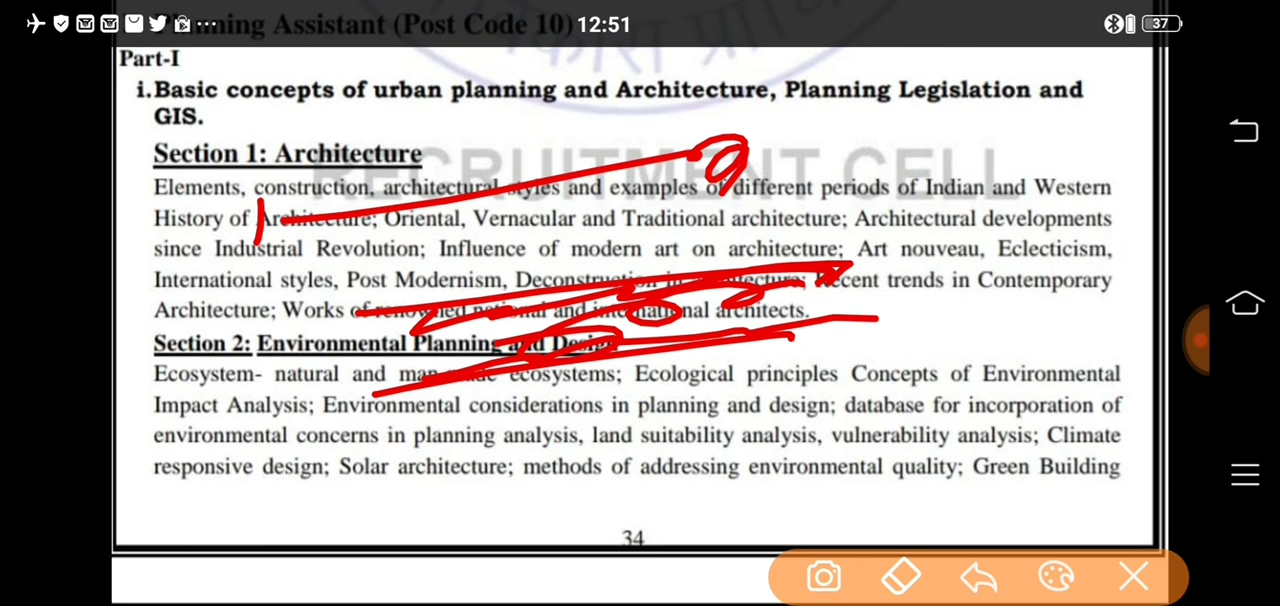 Planning Assistant (Post Code 10) 12:51
37
Part-I
i. Basic concepts of urban planning and Architecture, Planning Legislation and
GIS.
RECRUITMENT CELL
Section 1: Architecture
Elements, construction, architectural styles and examples of different periods of Indian and Western
History of Architecture; Oriental, Vernacular and Traditional architecture; Architectural developments
since Industrial Revolution; Influence of modern art on architecture; Art nouveau, Eclecticism,
International styles, Post Modernism, Deconstruction in architecture; Recent trends in Contemporary
Architecture; Works of renowned national and international architects.
Section 2: Environmental Planning and Design
Ecosystem- natural and man made ecosystems; Ecological principles Concepts of Environmental
Impact Analysis; Environmental considerations in planning and design; database for incorporation of
environmental concerns in planning analysis, land suitability analysis, vulnerability analysis; Climate
responsive design; Solar architecture; methods of addressing environmental quality; Green Building
34